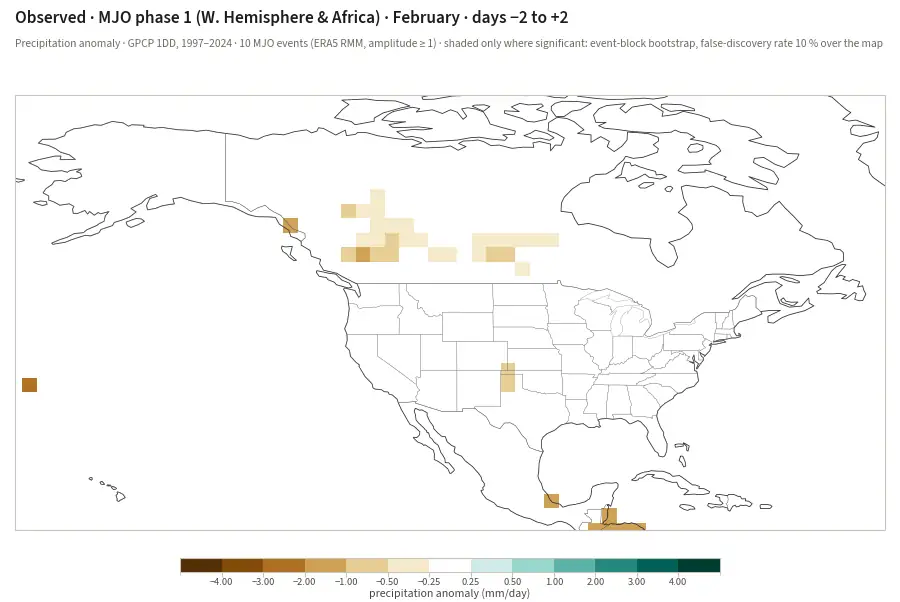 Observed · MJO phase 1 (W. Hemisphere & Africa) · February · days −2 to +2
Precipitation anomaly · GPCP 1DD, 1997–2024 · 10 MJO events (ERA5 RMM, amplitude ≥ 1) · shaded only where significant: event-block bootstrap, false-discovery rate 10 % over the map
−4.00 −3.00 −2.00 −1.00 −0.50 −0.25 0.25 0.50 1.00 2.00 3.00 4.00
precipitation anomaly (mm/day)